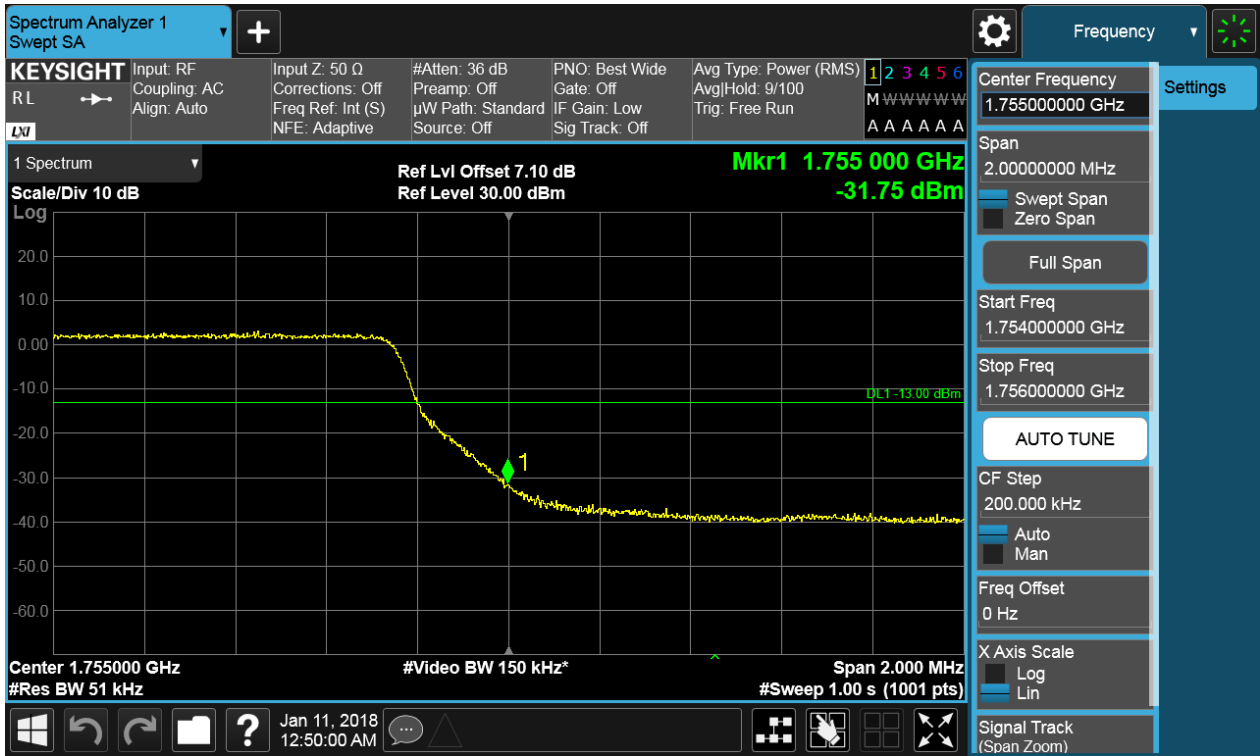 Spectrum Analyzer 1
Swept SA
Frequency
KEYSIGHT
R L
LXI
Input: RF
Coupling: AC
Align: Auto
Input Z: 50 Ω
Corrections: Off
Freq Ref: Int (S)
NFE: Adaptive
#Atten: 36 dB
Preamp: Off
µW Path: Standard
Source: Off
PNO: Best Wide
Gate: Off
IF Gain: Low
Sig Track: Off
Avg Type: Power (RMS)
Avg|Hold: 9/100
Trig: Free Run
1 2 3 4 5 6
M W W W W W
A A A A A A
1 Spectrum
Scale/Div 10 dB
Log
Ref Lvl Offset 7.10 dB
Ref Level 30.00 dBm
Mkr1 1.755 000 GHz
-31.75 dBm
20.0
10.0
0.00
-10.0
DL1 -13.00 dBm
-20.0
1
-30.0
-40.0
-50.0
-60.0
Center 1.755000 GHz
#Video BW 150 kHz*
Span 2.000 MHz
#Res BW 51 kHz
#Sweep 1.00 s (1001 pts)
Center Frequency
1.755000000 GHz
Settings
Span
2.00000000 MHz
Swept Span
Zero Span
Full Span
Start Freq
1.754000000 GHz
Stop Freq
1.756000000 GHz
AUTO TUNE
CF Step
200.000 kHz
Auto
Man
Freq Offset
0 Hz
X Axis Scale
Log
Lin
Signal Track
(Span Zoom)
?
Jan 11, 2018
12:50:00 AM